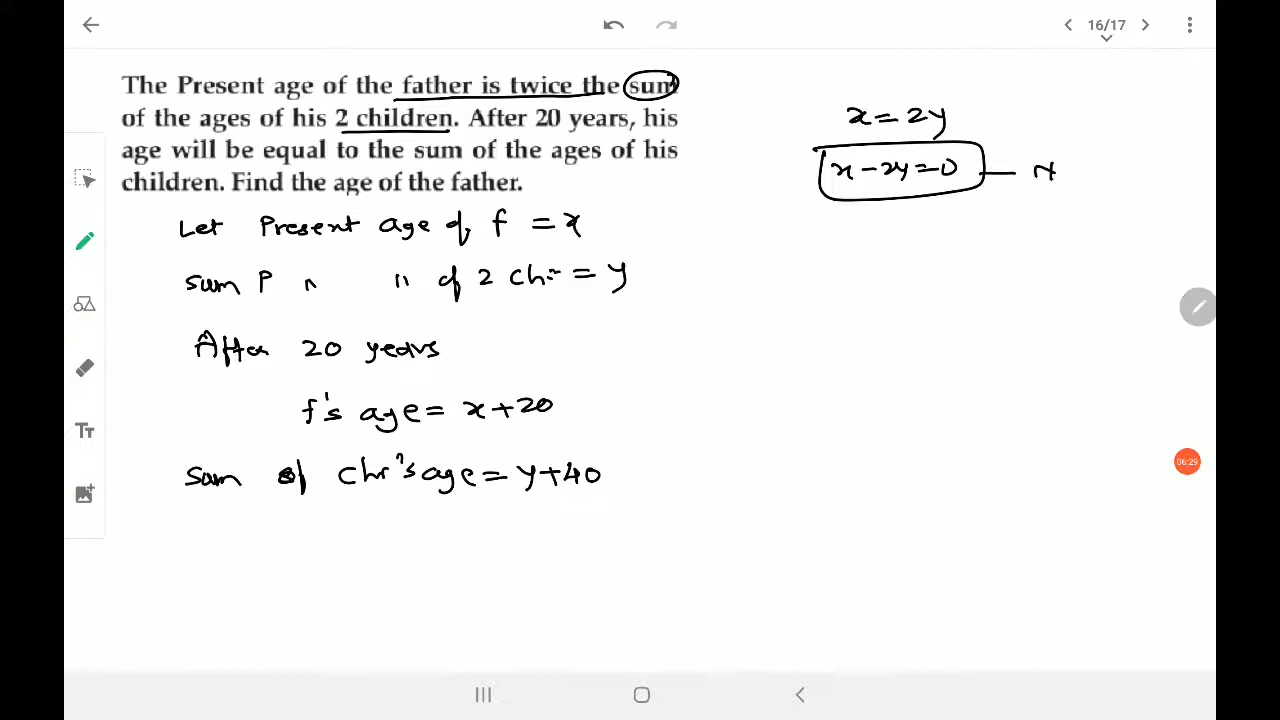 16/17
The Present age of the father is twice the sum
of the ages of his 2 children. After 20 years, his
age will be equal to the sum of the ages of his
children. Find the age of the father.
x = 2y
x - 2y = 0
Let Present age of f = x
Sum P 〃 〃 of 2 Chr = y
After 20 years
f's age = x + 20
Sum of Chr's age = y + 40
Tт
06:29